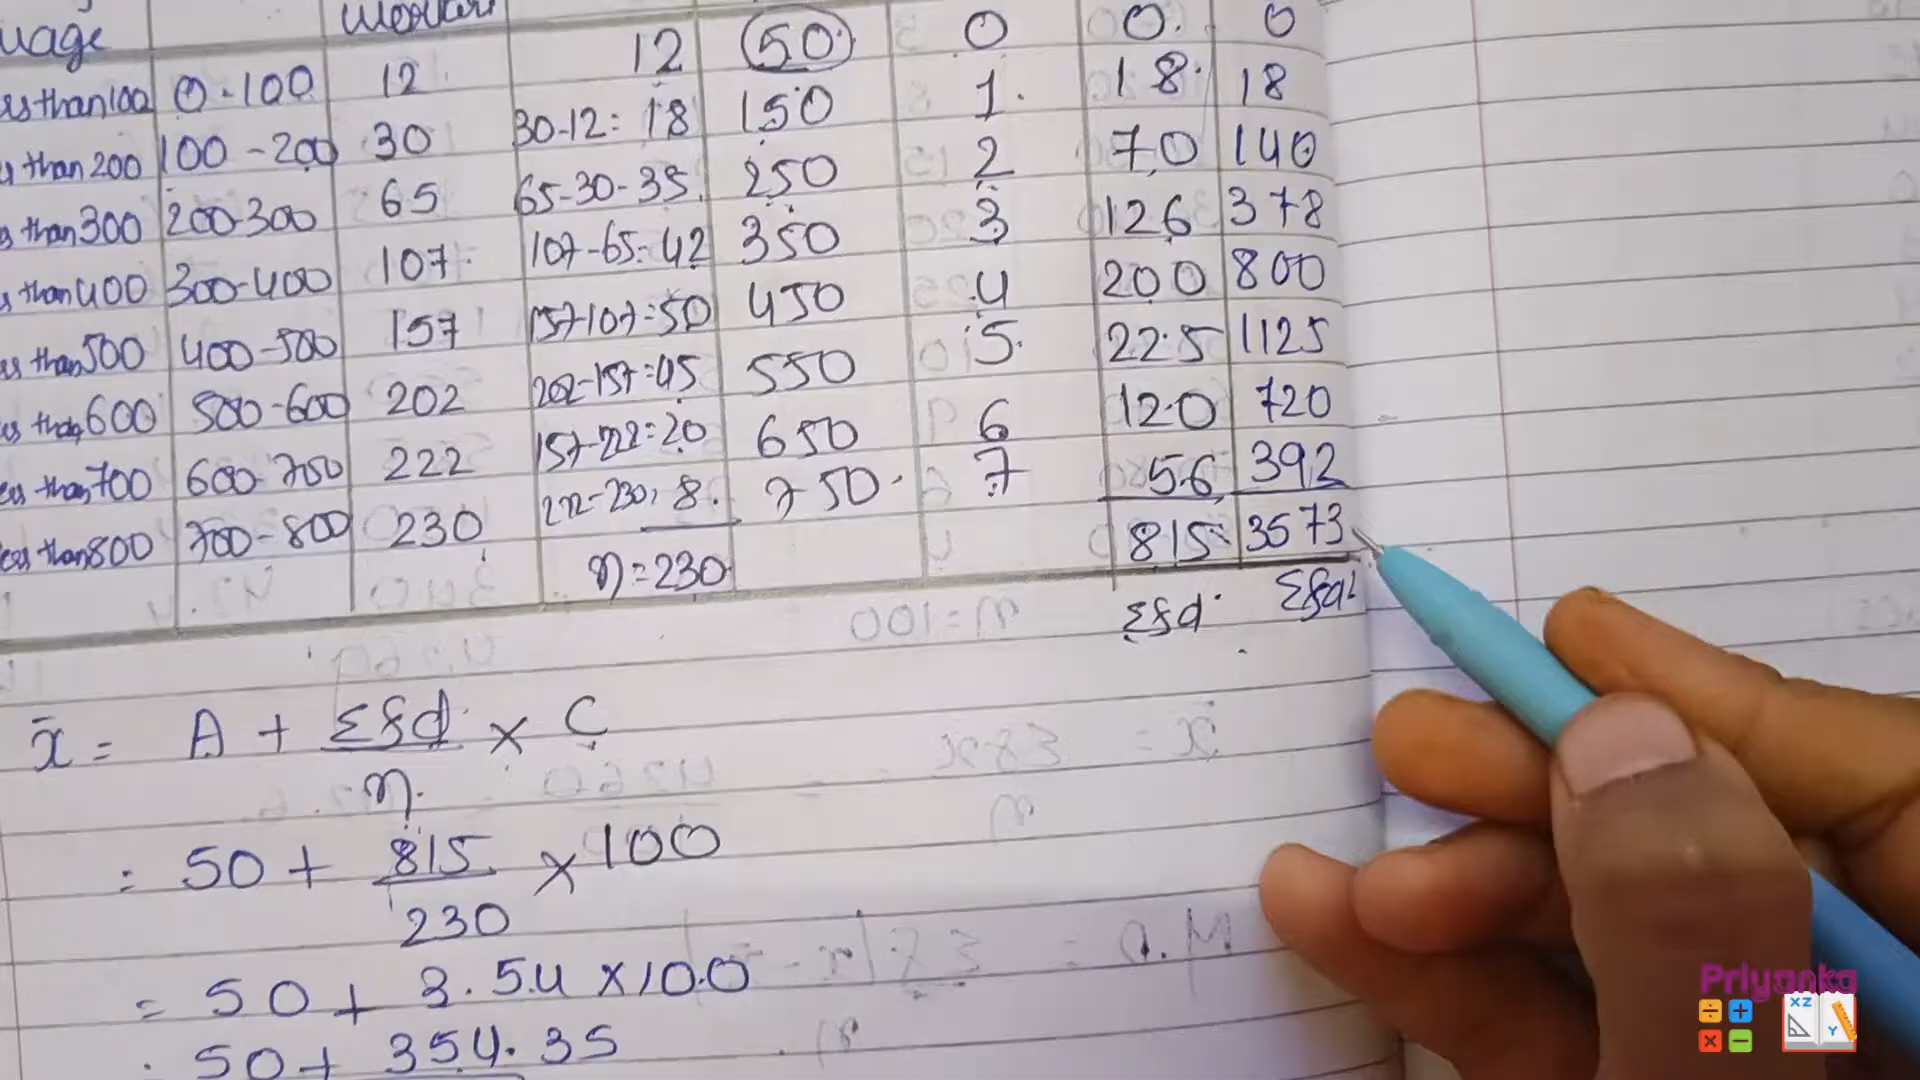 uage
ss than 100 0-100 12 12 50 0 0 0
than 200 100-200 30 30-12=18 150 1 18 18
than 300 200-300 65 65-30-35 250 2 70 140
than 400 300-400 107 107-65=42 350 3 126 378
ss than 500 400-500 157 157-107=50 450 4 200 800
600 500-600 202 202-157=45 550 5 225 1125
less than 700 600-700 222 157-222=20 650 6 120 720
less than 800 700-800 230 222-230, 8. 750 7 56 392
n=230 815 3573
Σfd Σfd²
x̄ = A + Σfd × C
n
= 50 + 815 × 100
230
= 50 + 3.54 × 100
50 + 354.35
Priyanka
XZ
Y